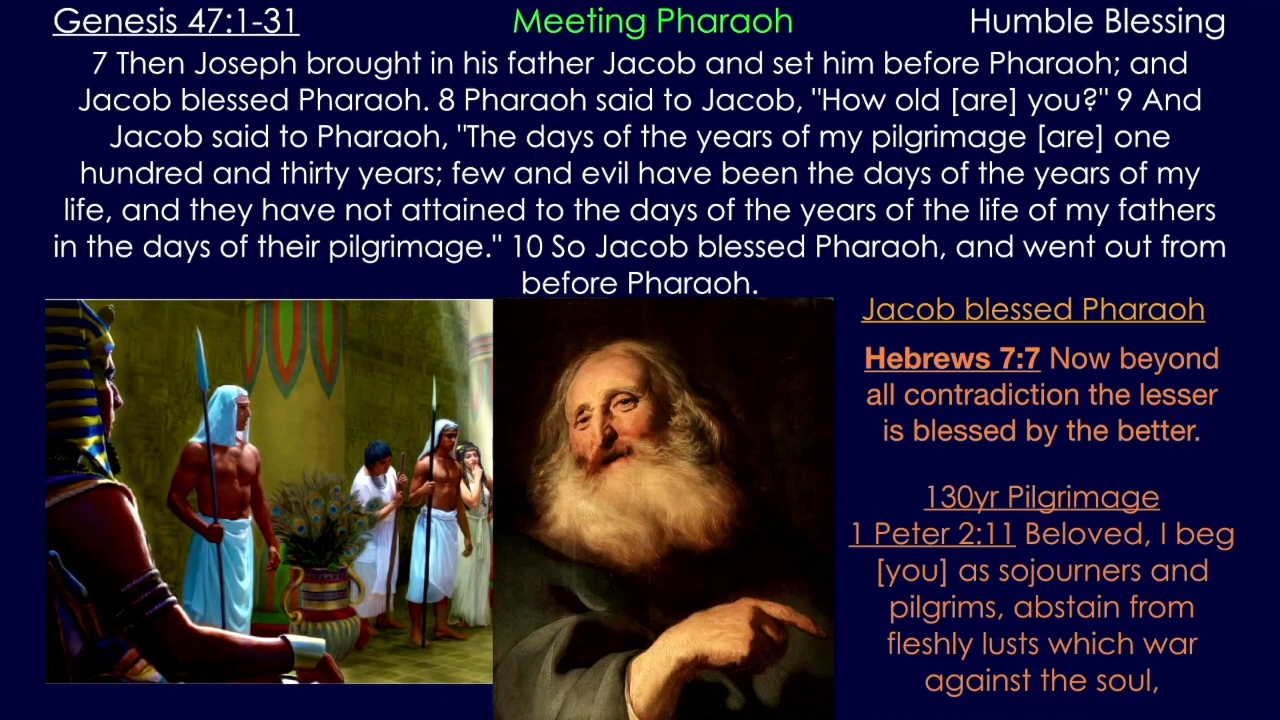 Genesis 47:1-31 Meeting Pharaoh Humble Blessing
7 Then Joseph brought in his father Jacob and set him before Pharaoh; and
Jacob blessed Pharaoh. 8 Pharaoh said to Jacob, "How old [are] you?" 9 And
Jacob said to Pharaoh, "The days of the years of my pilgrimage [are] one
hundred and thirty years; few and evil have been the days of the years of my
life, and they have not attained to the days of the years of the life of my fathers
in the days of their pilgrimage." 10 So Jacob blessed Pharaoh, and went out from
before Pharaoh.
Jacob blessed Pharaoh
Hebrews 7:7 Now beyond
all contradiction the lesser
is blessed by the better.
130yr Pilgrimage
1 Peter 2:11 Beloved, I beg
[you] as sojourners and
pilgrims, abstain from
fleshly lusts which war
against the soul,